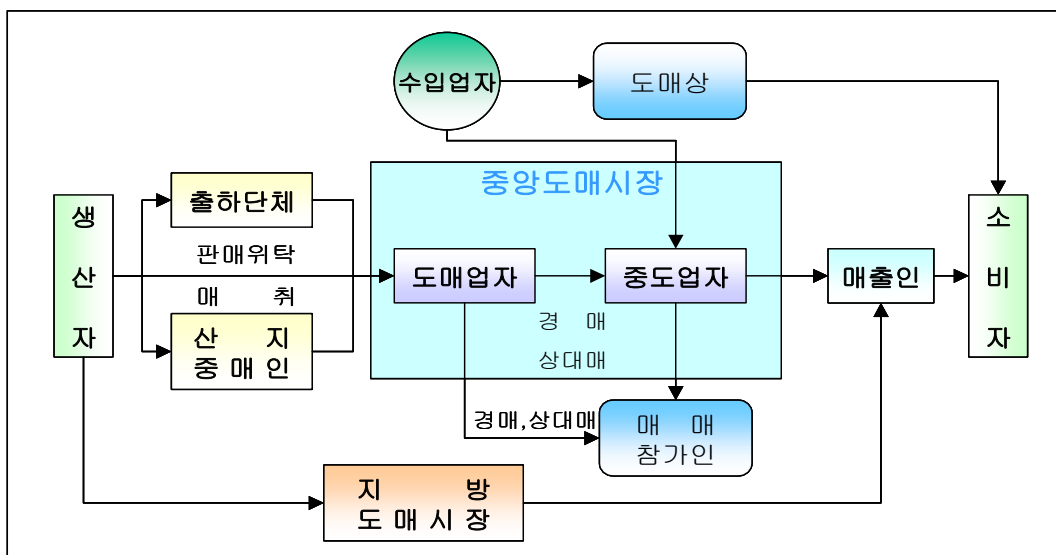 수입업자
도매상
중앙도매시장
생
산
자
출하단체
판매위탁
매 취
산 지
중 매 인
도매업자
경 매
상대매
중도업자
매출인
소
비
자
경매,상대매
매 매
참가인
지 방
도 매 시 장